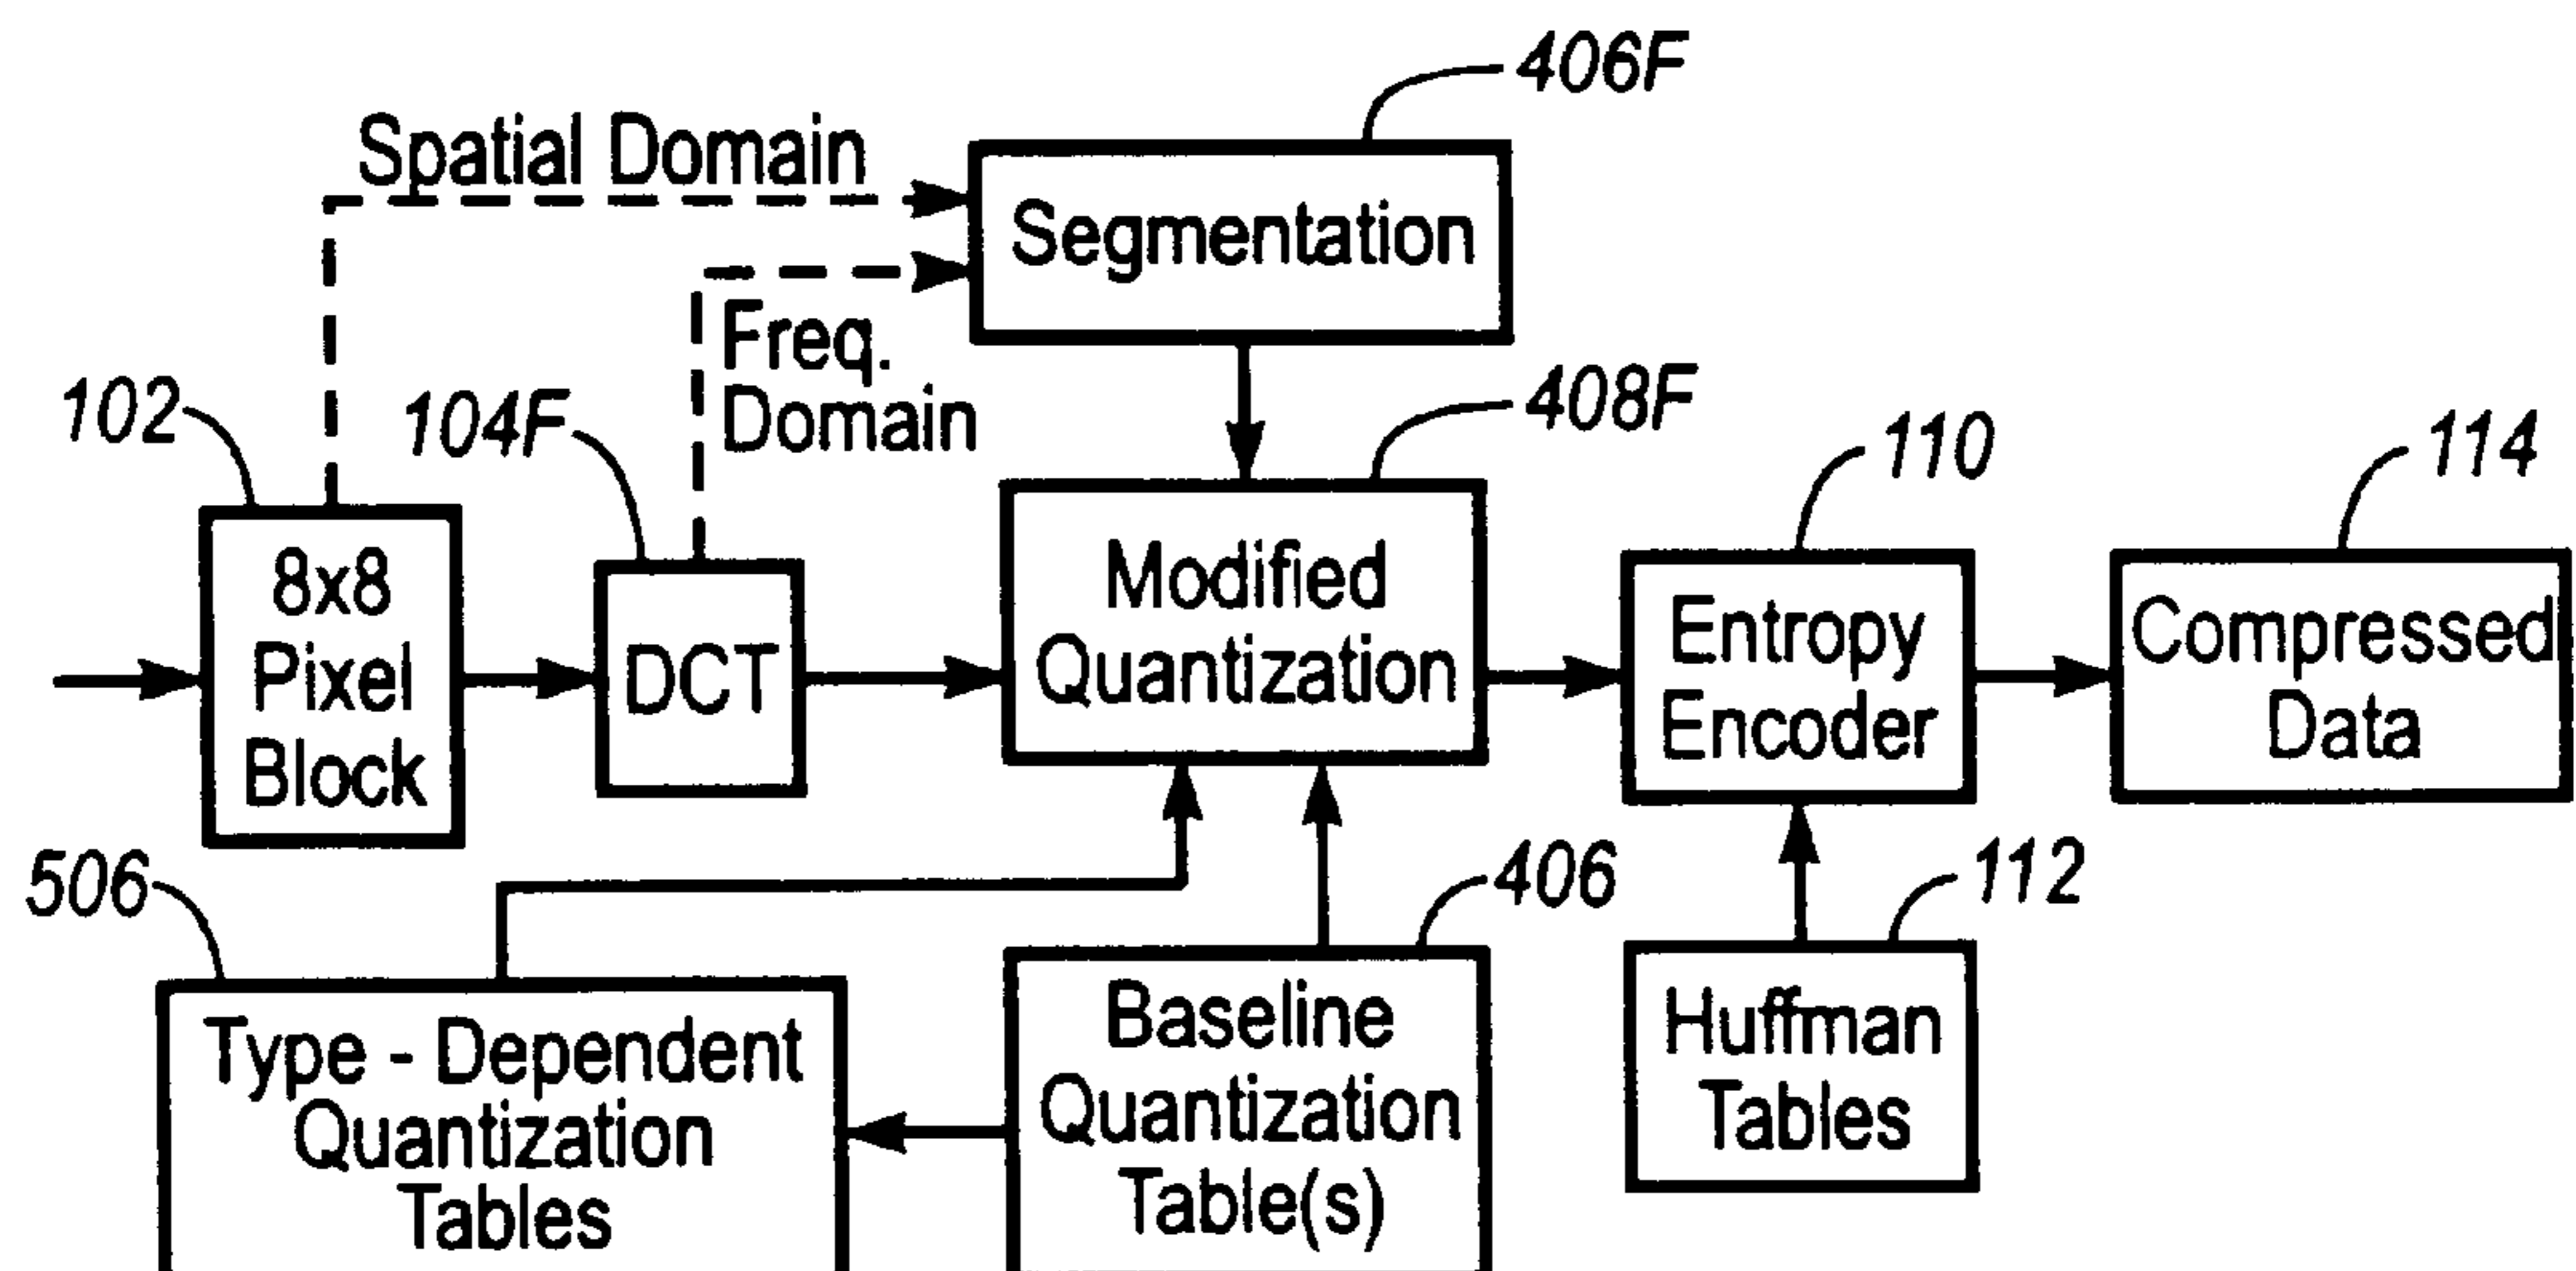 406F
Spatial Domain
Segmentation
Freq.
Domain
102
104F
408F
110
114
8x8
Pixel
Block
DCT
Modified
Quantization
Entropy
Encoder
Compressed
Data
506
406
112
Type - Dependent
Quantization
Tables
Baseline
Quantization
Table(s)
Huffman
Tables